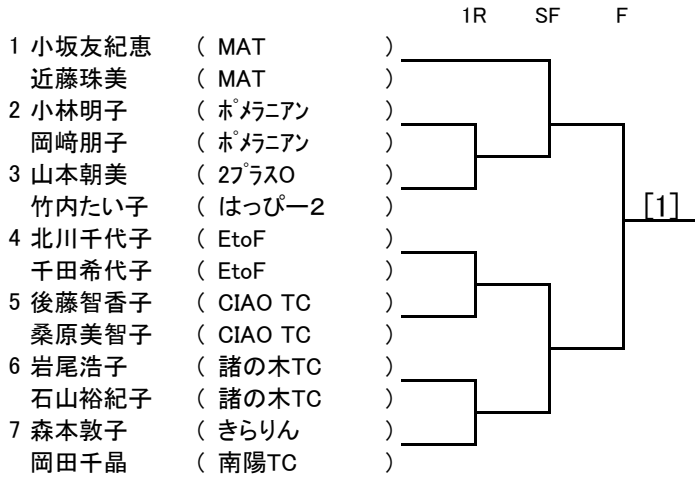 1R SF F
1 小坂友紀恵 ( MAT )
近藤珠美 ( MAT )
2 小林明子 ( ﾎﾟﾒﾗﾆｱﾝ )
岡﨑朋子 ( ﾎﾟﾒﾗﾆｱﾝ )
3 山本朝美 ( 2ﾌﾟﾗｽO )
竹内たい子 ( はっぴー2 )
[1]
4 北川千代子 ( EtoF )
千田希代子 ( EtoF )
5 後藤智香子 ( CIAO TC )
桑原美智子 ( CIAO TC )
6 岩尾浩子 ( 諸の木TC )
石山裕紀子 ( 諸の木TC )
7 森本敦子 ( きらりん )
岡田千晶 ( 南陽TC )